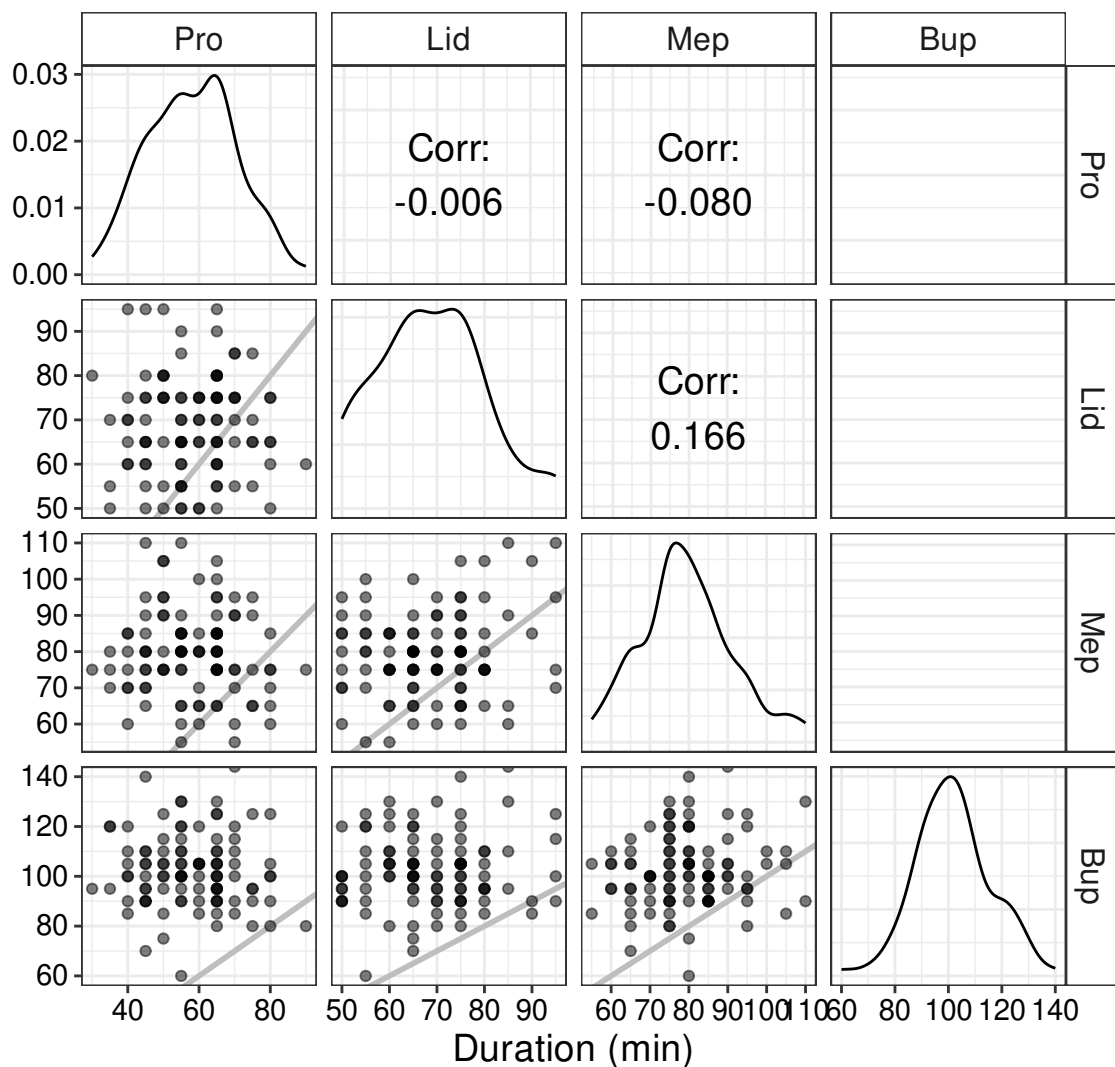 Pro Lid Mep Bup
0.03
0.02
0.01
0.00
Corr:
-0.006
Corr:
-0.080
Pro
90
80
70
60
50
Corr:
0.166
Lid
110
100
90
80
70
60
Mep
140
120
100
80
60
Bup
40 60 80
50 60 70 80 90
60 70 80 90 100 110
60 80 100 120 140
Duration (min)